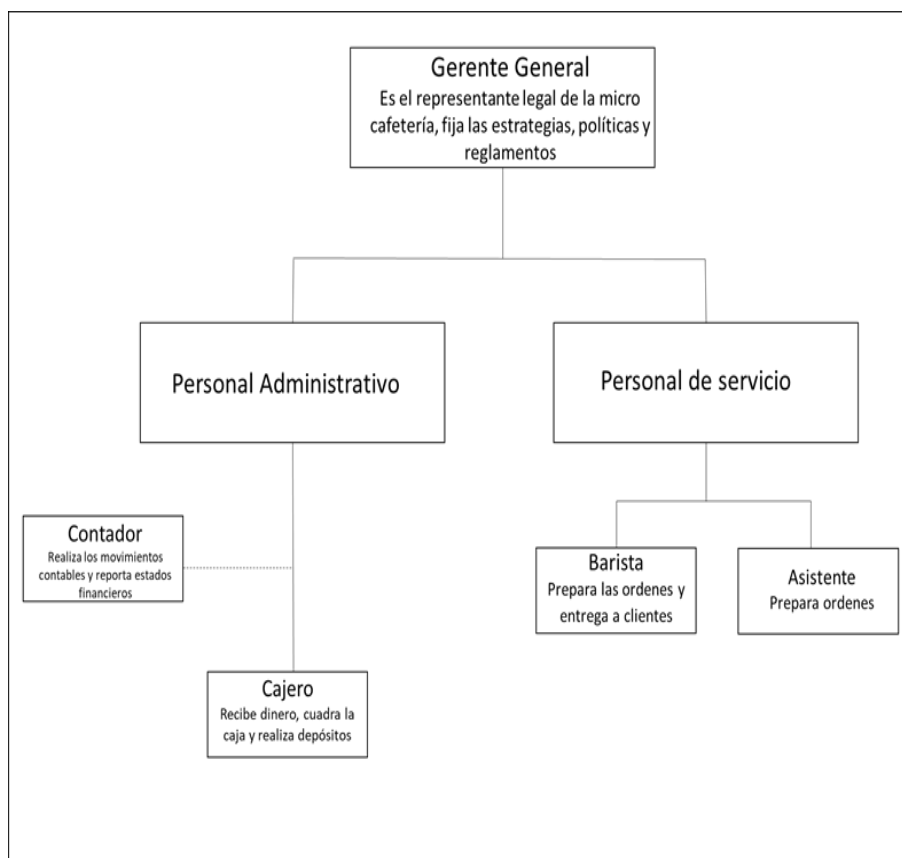 Gerente General
Es el representante legal de la micro
cafetería, fija las estrategias, políticas y
reglamentos
Personal Administrativo
Personal de servicio
Contador
Realiza los movimientos
contables y reporta estados
financieros
Barista
Prepara las ordenes y
entrega a clientes
Asistente
Prepara ordenes
Cajero
Recibe dinero, cuadra la
caja y realiza depósitos